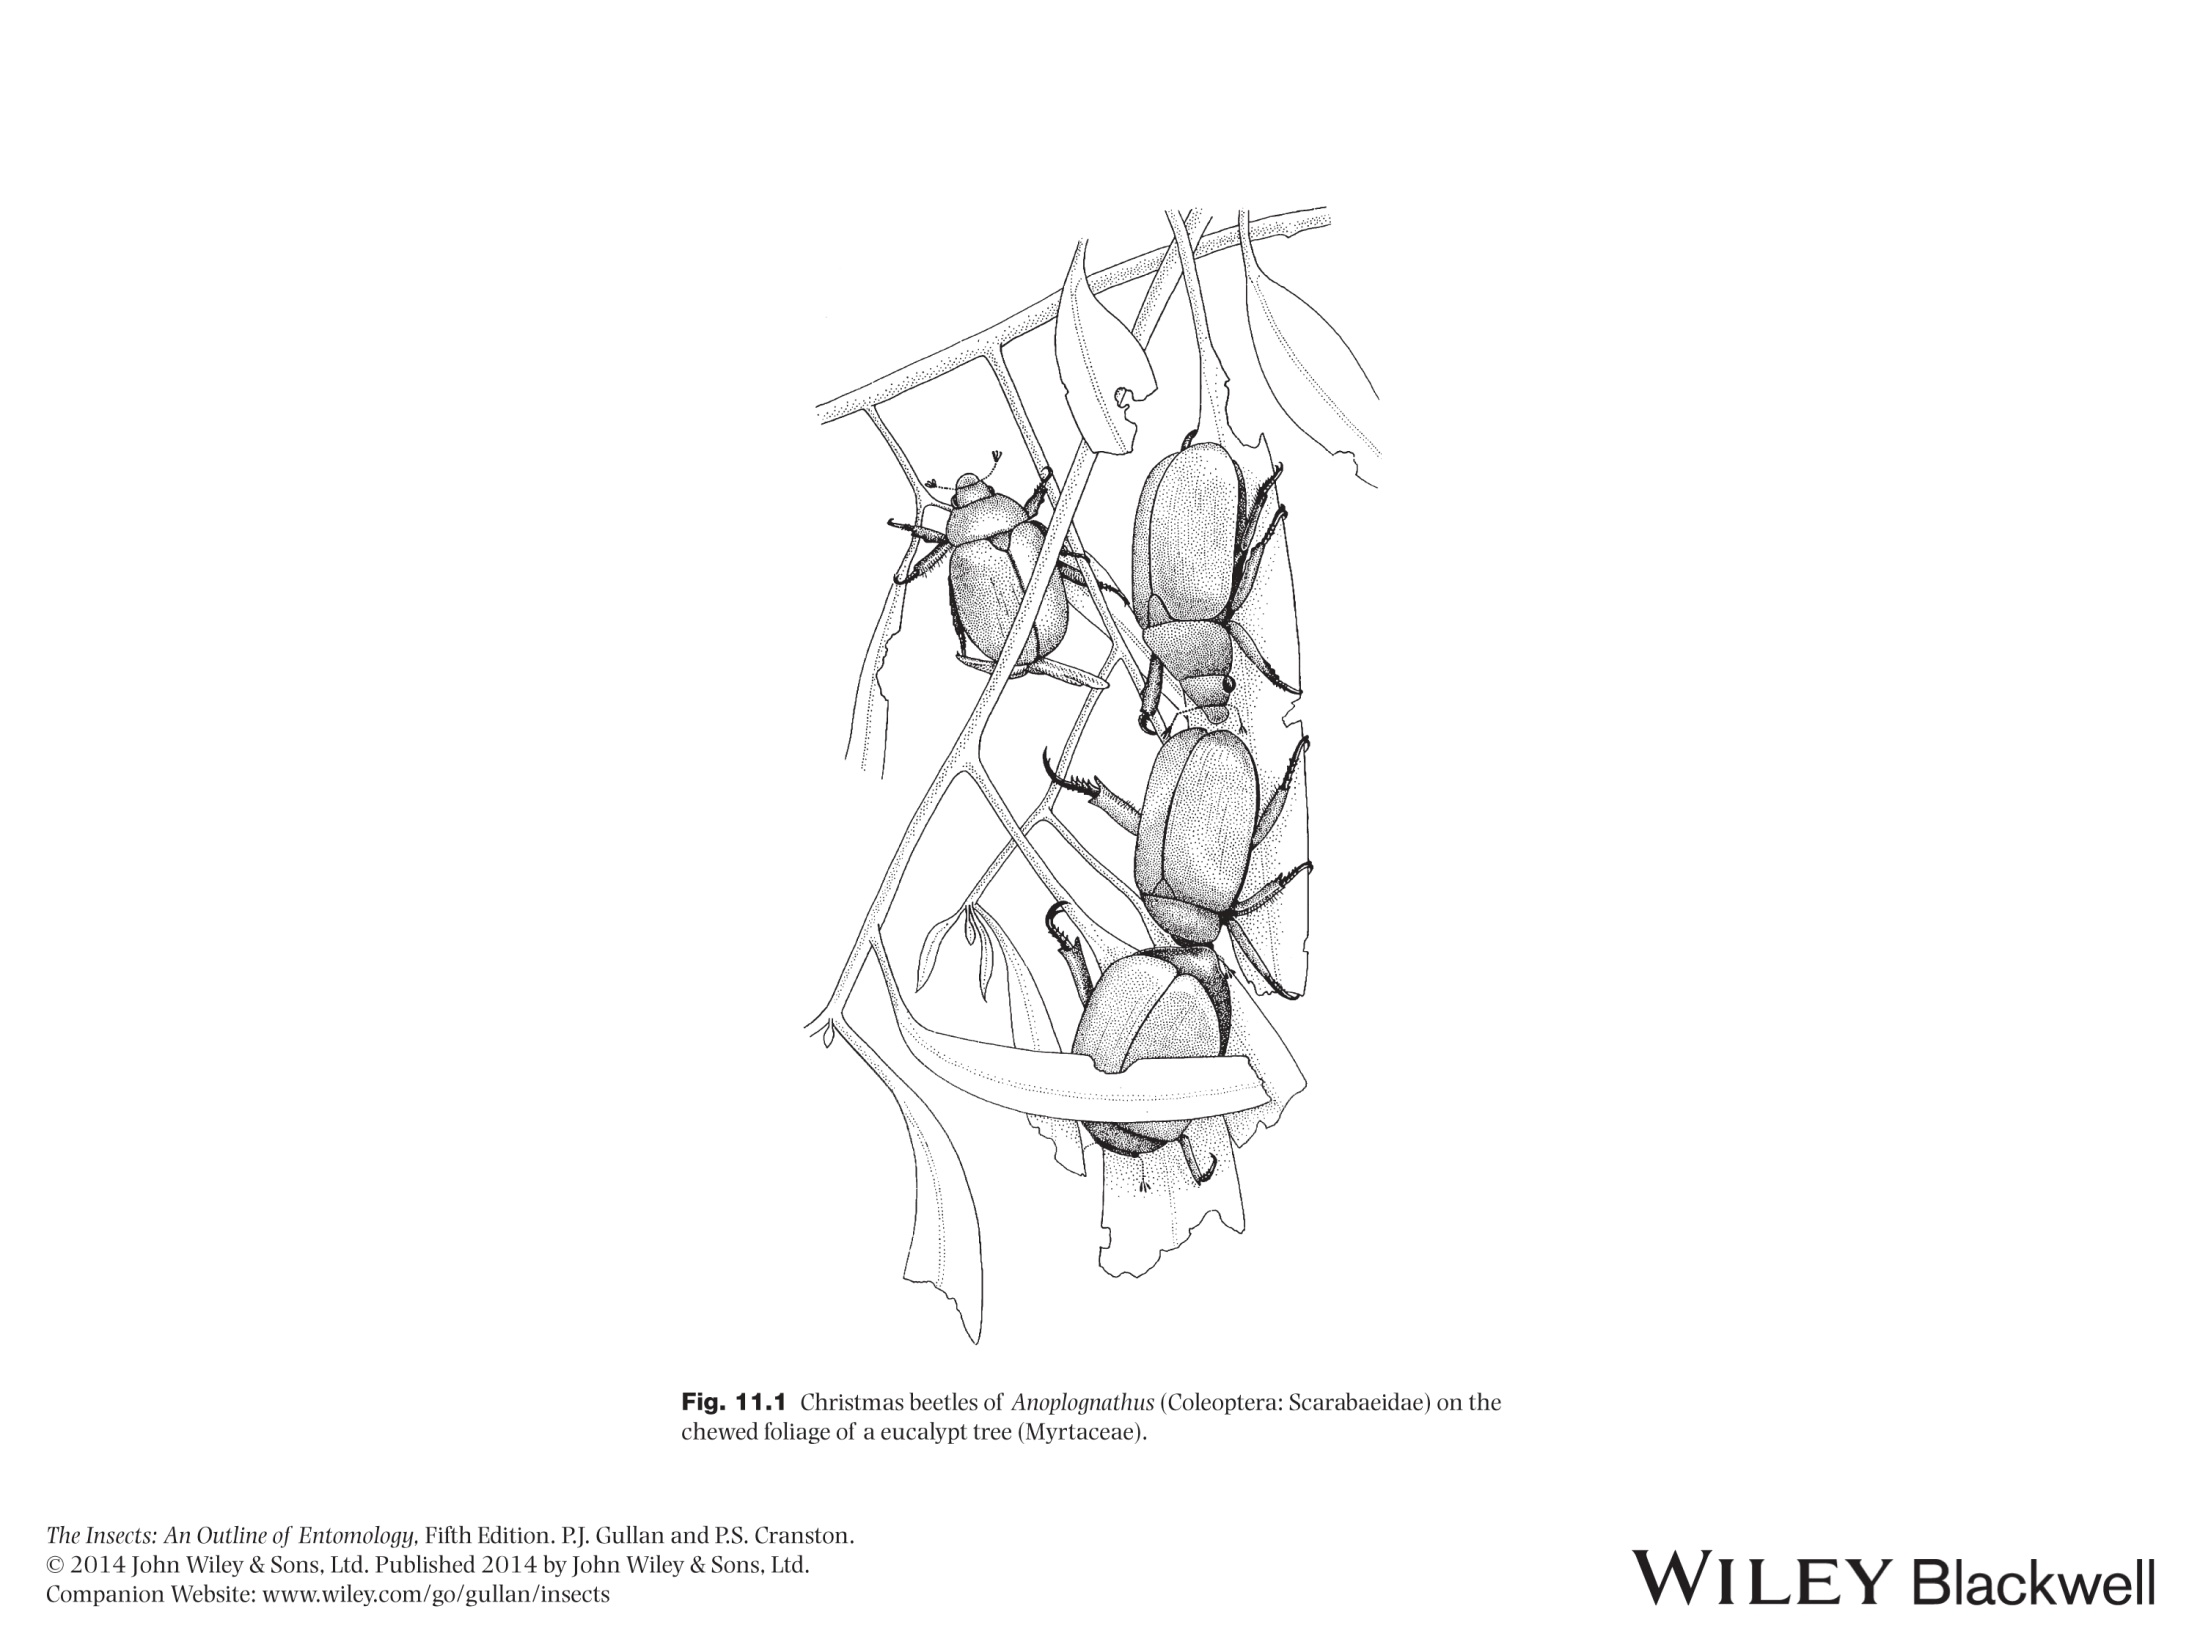 Fig. 11.1 Christmas beetles of Anoplognathus (Coleoptera: Scarabaeidae) on the
chewed foliage of a eucalypt tree (Myrtaceae).
The Insects: An Outline of Entomology, Fifth Edition. P.J. Gullan and P.S. Cranston.
© 2014 John Wiley & Sons, Ltd. Published 2014 by John Wiley & Sons, Ltd.
Companion Website: www.wiley.com/go/gullan/insects
WILEY Blackwell